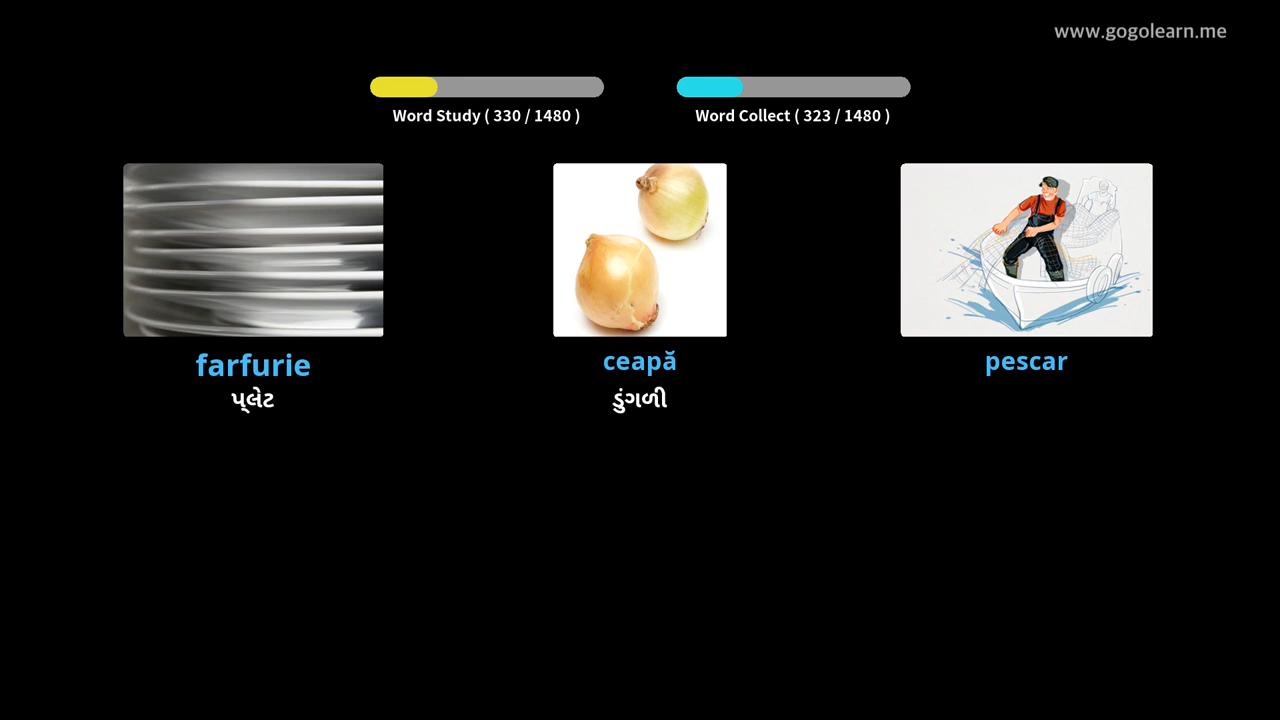 www.gogolearn.me
Word Study ( 330 / 1480 )
Word Collect ( 323 / 1480 )
farfurie
ceapă
pescar
પ્લેટ
ડુંગળી